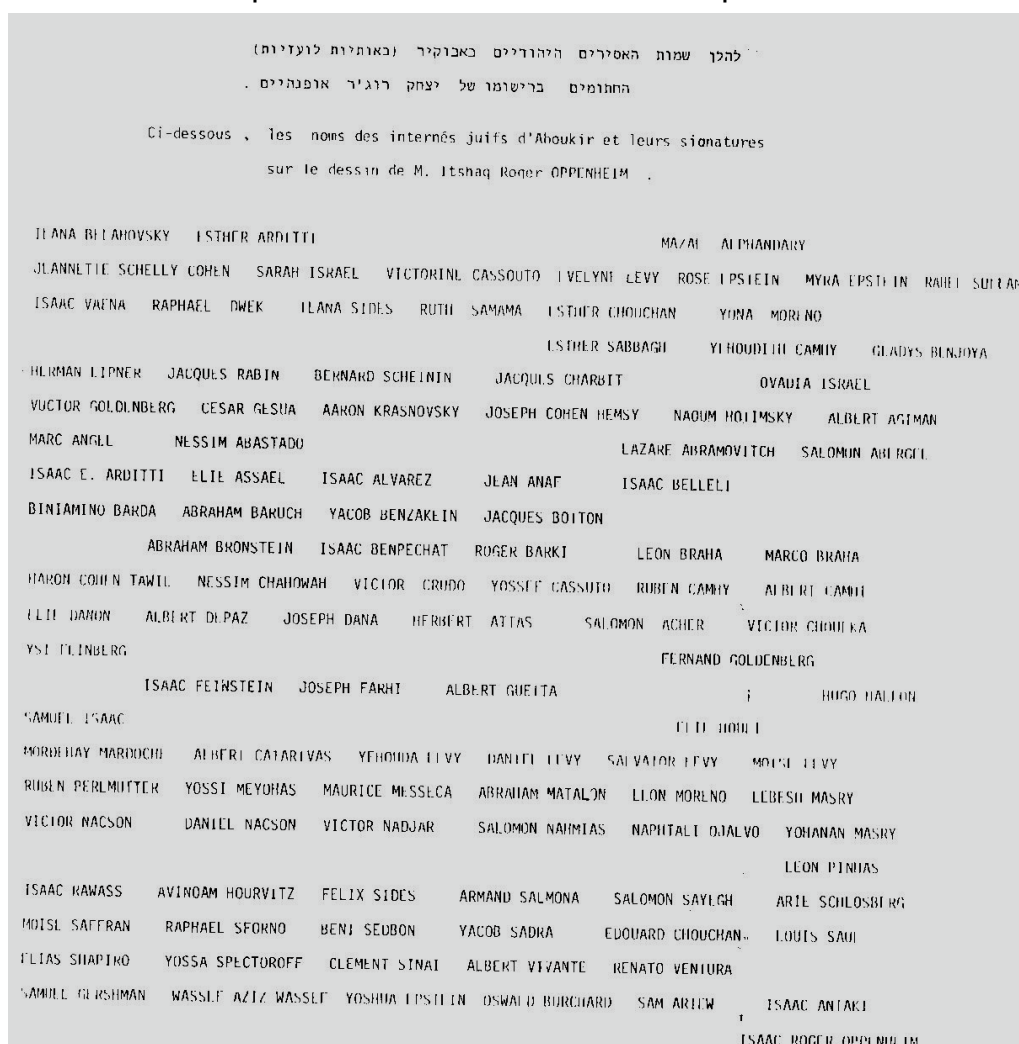 להלן שמות האסירים היהודיים באבוקיר (באותיות לועזיות)
החתומים ברישומו של יצחק רוג'ר אופנהיים .
Ci-dessous , les noms des internés juifs d'Aboukir et leurs signatures
sur le dessin de M. Itshaq Roger OPPENHEIM .
ILANA BELAHOVSKY ESTHER ARDITTI MAZAL ALPHANDARY
JEANNETTE SCHELLY COHEN SARAH ISRAEL VICTORINE CASSOUTO EVELYNE LEVY ROSE EPSTEIN MYRA EPSTEIN RAHEL
ISAAC VAENA RAPHAEL DWEK ILANA SIDES RUTH SAMAMA ESTHER CHOUCHAN YONA MORENO
ESTHER SABBAGH YEHOUDITH CAMHY GLADYS BENJOYA
HERMAN LIPNER JACQUES RABIN BERNARD SCHEININ JACQUES CHARBIT OVADIA ISRAEL
VUCTOR GOLDENBERG CESAR GESUA AARON KRASNOVSKY JOSEPH COHEN HEMSY NAOUM HOTIMSKY ALBERT AGIMAN
MARC ANGEL NESSIM ABASTADO LAZARE ABRAMOVITCH SALOMON ABERGEL
ISAAC E. ARDITTI ELIE ASSAEL ISAAC ALVAREZ JEAN ANAF ISAAC BELLELI
BINIAMINO BARDA ABRAHAM BARUCH YACOB BENZAKEIN JACQUES BOITON
ABRAHAM BRONSTEIN ISAAC BENPECHAT ROGER BARKI LEON BRAHA MARCO BRAHA
HARON COHEN TAWIL NESSIM CHAHOWAH VICTOR CRUDO YOSSEF CASSUTO RUBEN CAMHY ALBERT CAMHI
ELIE DANON ALBERT DEPAZ JOSEPH DANA HERBERT ATTAS SALOMON ACHER VICTOR CHOUEKA
YSI FEINBERG FERNAND GOLDENBERG
ISAAC FEINSTEIN JOSEPH FARHI ALBERT GUETTA HUGO HALFON
SAMUEL ISAAC ELIE
MORDEHAY MARDOCHE ALBERT CATARIVAS YEHOUDA LEVY DANIEL LEVY SALVATOR LEVY MOISE LEVY
RUBEN PERLMUTTER YOSSI MEYOHAS MAURICE MESSECA ABRAHAM MATALON LEON MORENO LEBESH MASRY
VICTOR NACSON DANIEL NACSON VICTOR NADJAR SALOMON NAHMIAS NAPHTALI OJALVO YOHANAN MASRY
LEON PINHAS
ISAAC RAWASS AVINOAM HOURVITZ FELIX SIDES ARMAND SALMONA SALOMON SAYEGH ARIE SCHLOSBERG
MOISE SAFFRAN RAPHAEL SFORNO BENJ SEDBON YACOB SADRA EDOUARD CHOUCHAN LOUIS SAUL
ELIAS SHAPIRO YOSSA SPECTOROFF CLEMENT SINAI ALBERT VIVANTE RENATO VENTURA
SAMUEL GERSHMAN WASSEF AZIZ WASSEF YOSHUA EPSTEIN OSWALD BURCHARD SAM ARIEW ISAAC ANTAKI
ISAAC ROGER OPPENHEIM